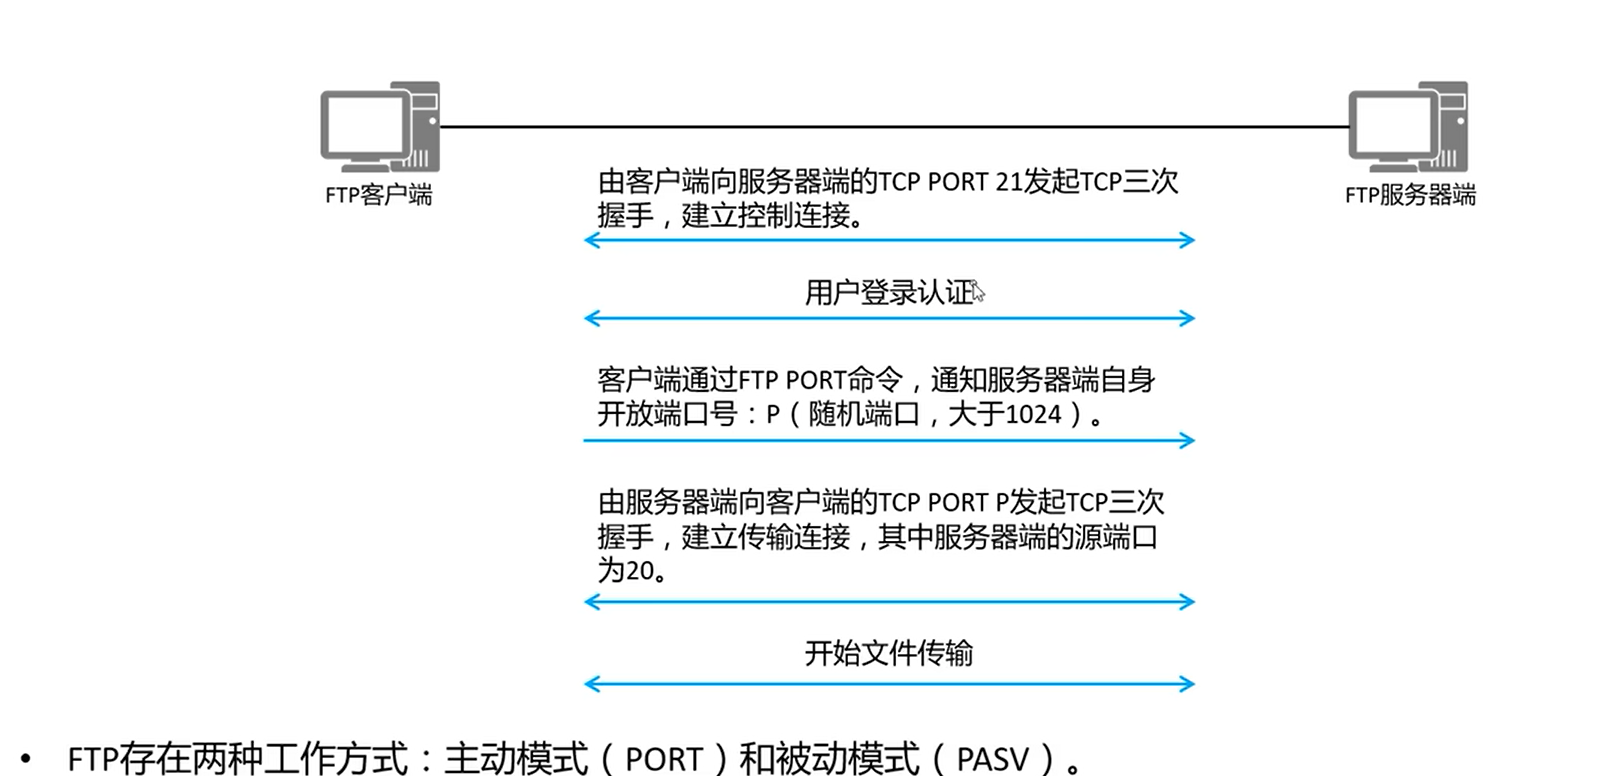 FTP客户端
FTP服务器端
由客户端向服务器端的TCP PORT 21发起TCP三次
握手，建立控制连接。
用户登录认证
客户端通过FTP PORT命令，通知服务器端自身
开放端口号：P（随机端口，大于1024）。
由服务器端向客户端的TCP PORT P发起TCP三次
握手，建立传输连接，其中服务器端的源端口
为20。
开始文件传输
• FTP存在两种工作方式：主动模式（PORT）和被动模式（PASV）。